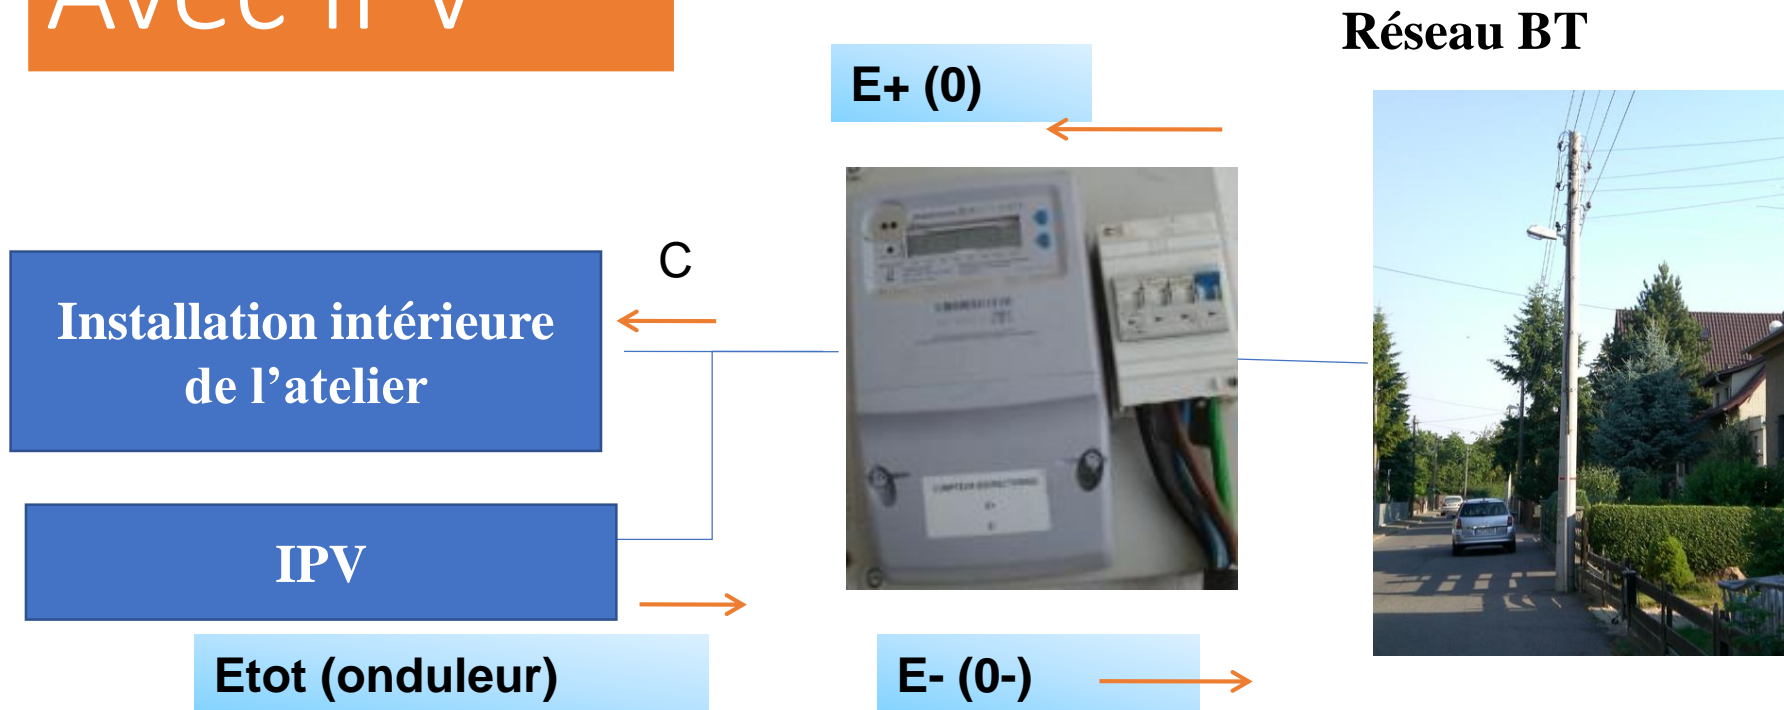 Avec IPV
Réseau BT
E+ (0)
C
Installation intérieure
de l’atelier
IPV
Etot (onduleur)
E- (0-)